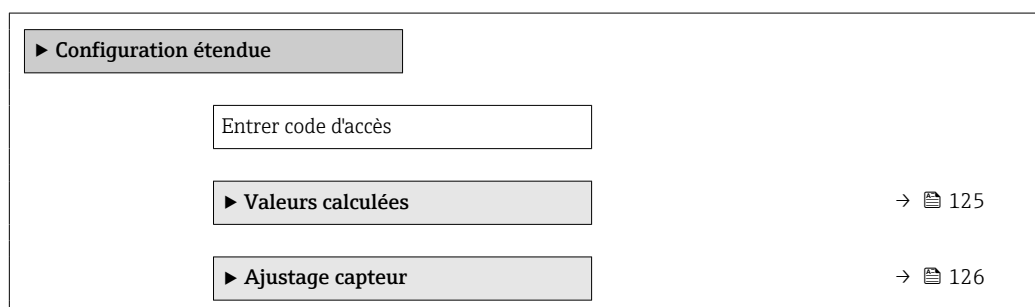 ► Configuration étendue
Entrer code d'accès
► Valeurs calculées → 125
► Ajustage capteur → 126